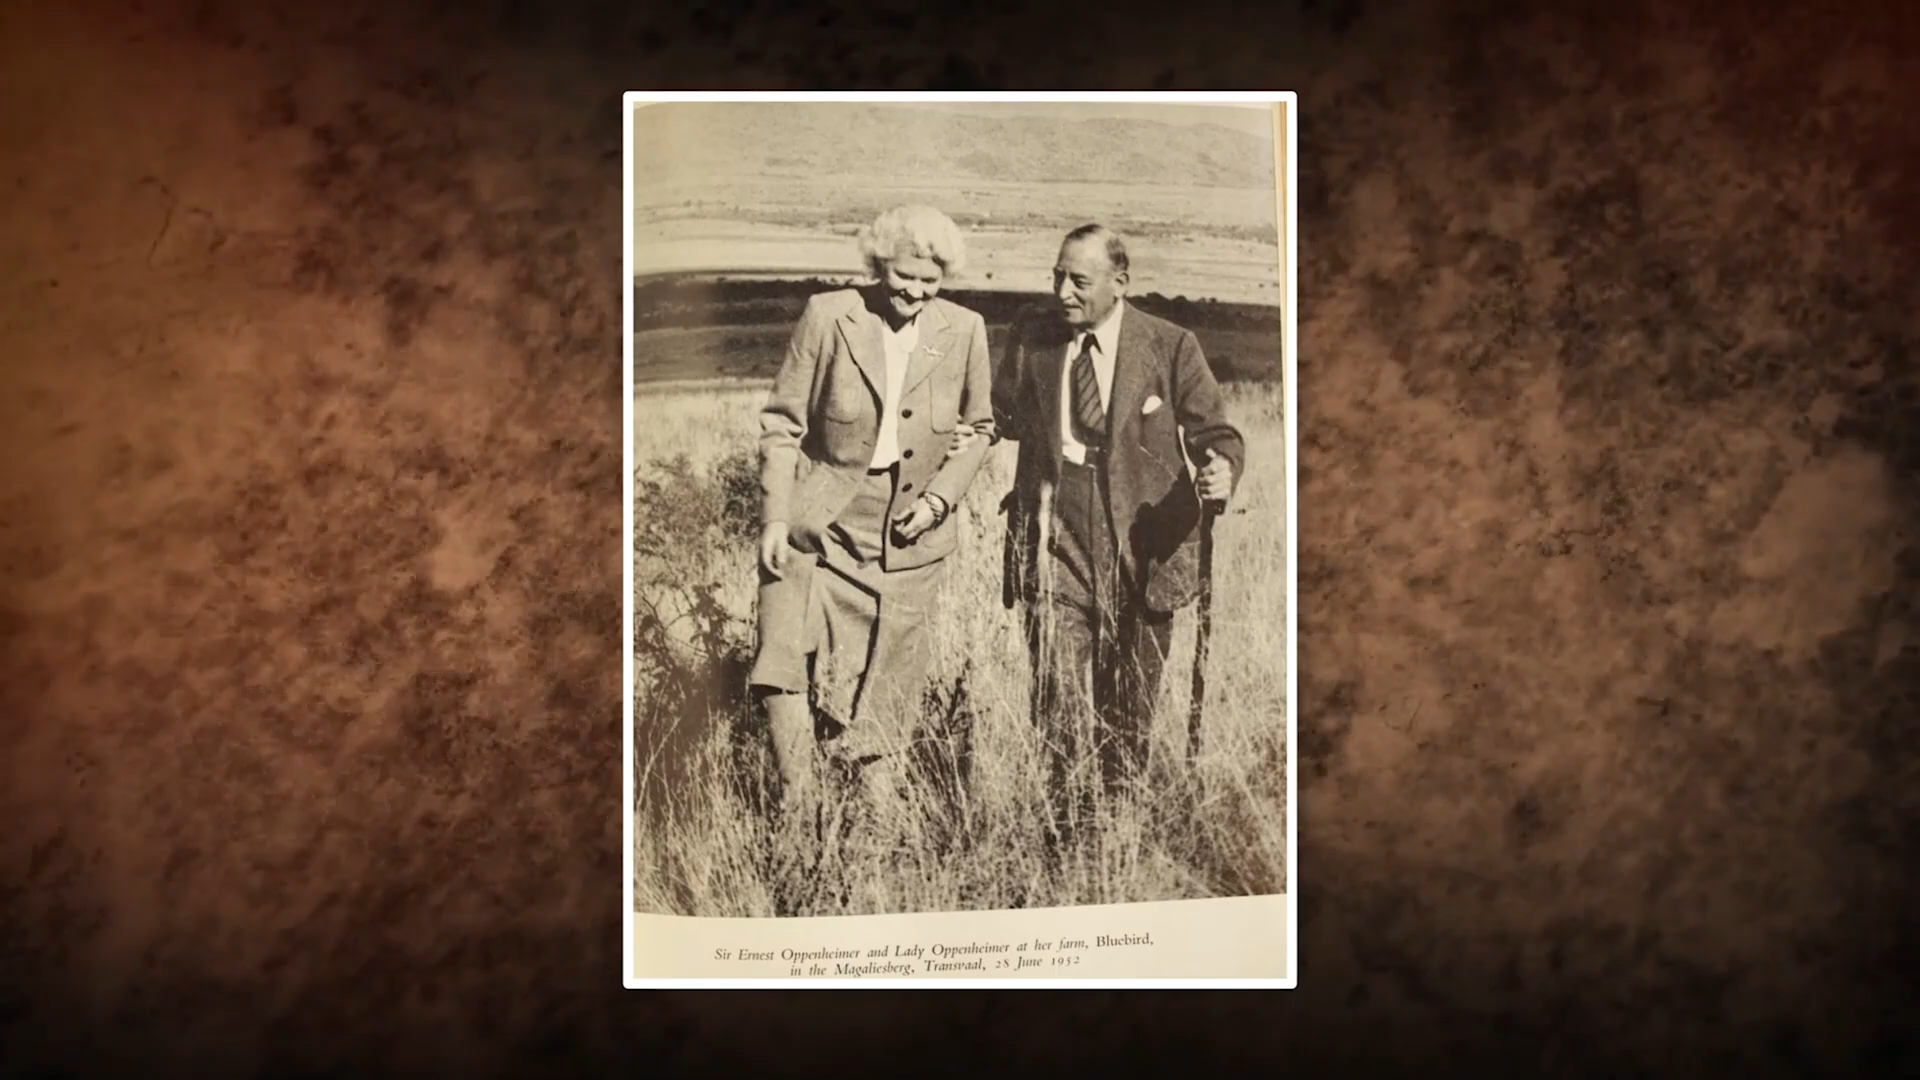 Sir Ernest Oppenheimer and Lady Oppenheimer at her farm, Bluebird,
in the Magaliesberg, Transvaal, 28 June 1952